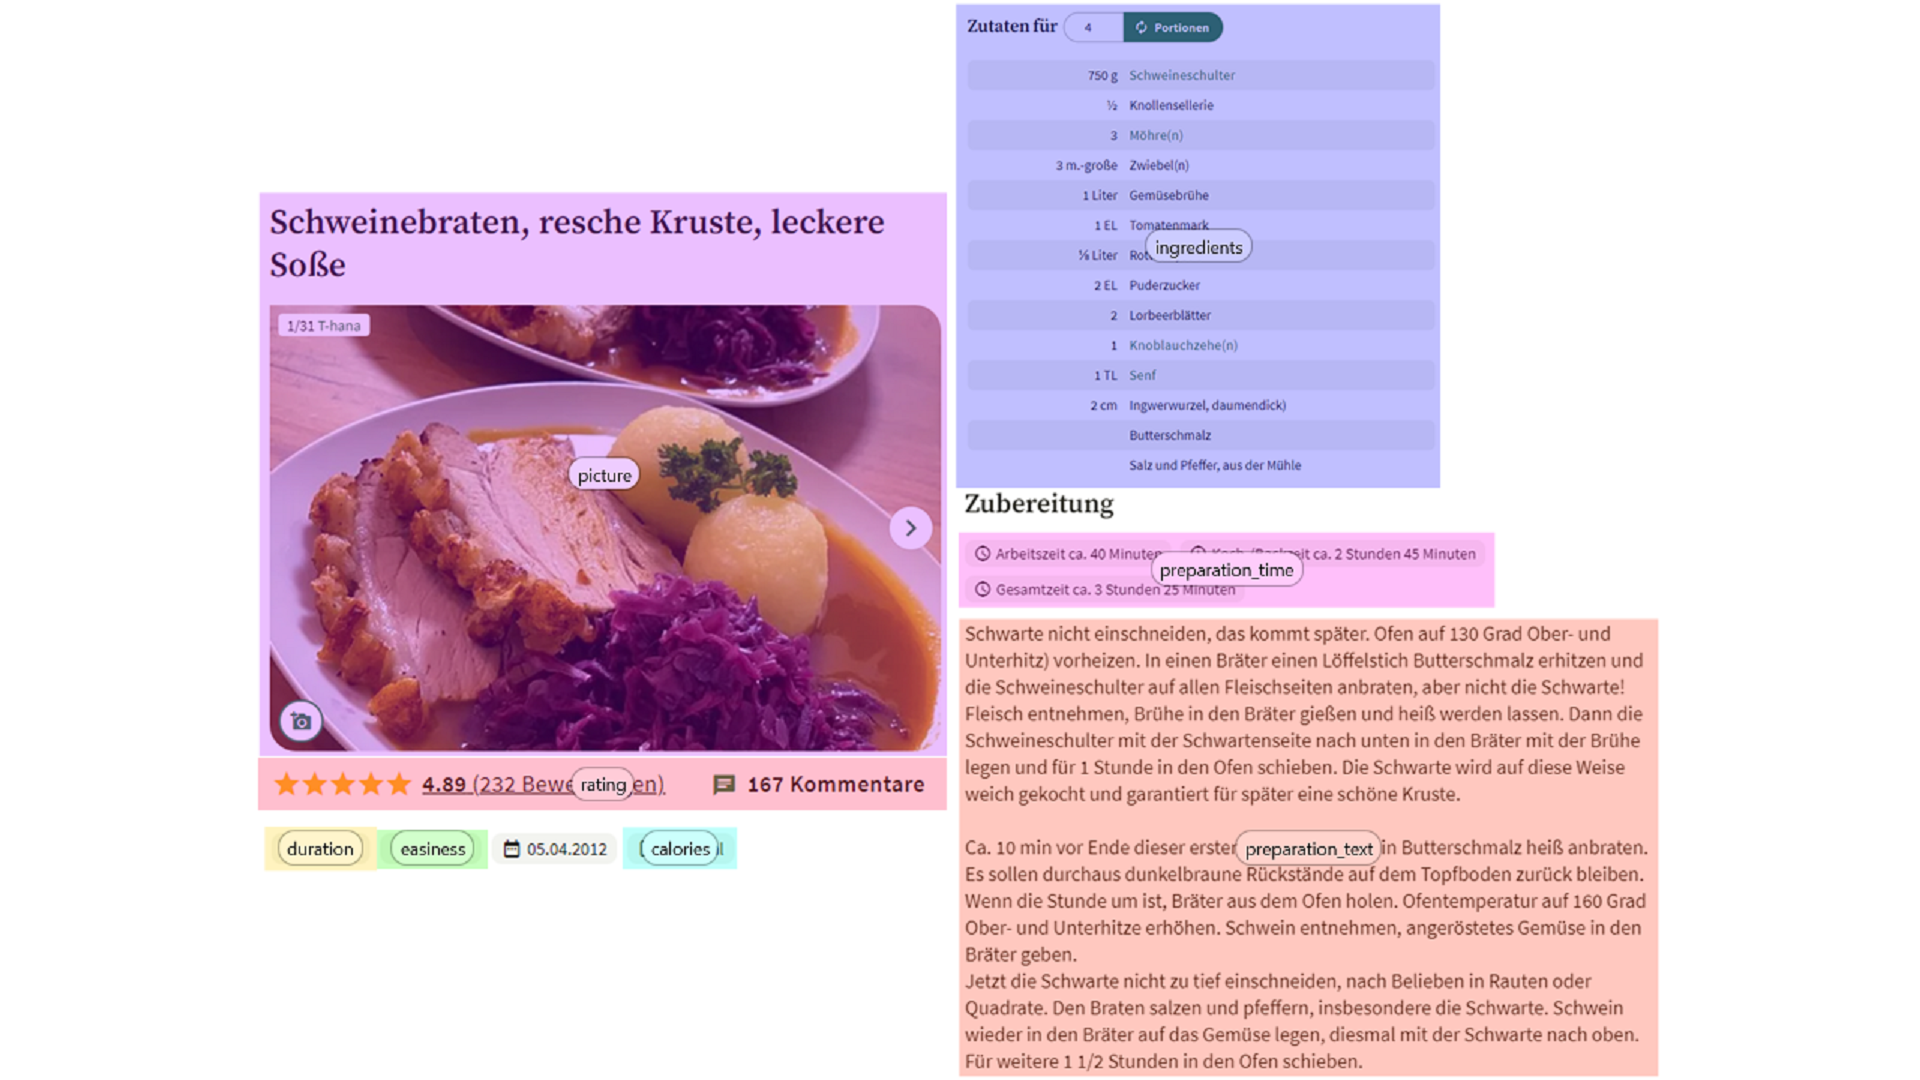 Schweinebraten, resche Kruste, leckere
Soße
1/31 T-hana
picture
4.89 (232 rating en)
167 Kommentare
duration
easiness
05.04.2012
calories
Zutaten für 4 Portionen
750 g Schweineschulter
½ Knollensellerie
3 Möhre(n)
3 m.-große Zwiebel(n)
1 Liter Gemüsebrühe
1 EL Tomatenmark
ingredients
⅛ Liter
2 EL Puderzucker
2 Lorbeerblätter
1 Knoblauchzehe(n)
1 TL Senf
2 cm Ingwerwurzel, daumendick)
Butterschmalz
Salz und Pfeffer, aus der Mühle
Zubereitung
Arbeitszeit ca. 40 Minuten
Koch-/Backzeit ca. 2 Stunden 45 Minuten
preparation_time
Gesamtzeit ca. 3 Stunden 25 Minuten
Schwarte nicht einschneiden, das kommt später. Ofen auf 130 Grad Ober- und
Unterhitz) vorheizen. In einen Bräter einen Löffelstich Butterschmalz erhitzen und
die Schweineschulter auf allen Fleischseiten anbraten, aber nicht die Schwarte!
Fleisch entnehmen, Brühe in den Bräter gießen und heiß werden lassen. Dann die
Schweineschulter mit der Schwartenseite nach unten in den Bräter mit der Brühe
legen und für 1 Stunde in den Ofen schieben. Die Schwarte wird auf diese Weise
weich gekocht und garantiert für später eine schöne Kruste.
Ca. 10 min vor Ende dieser ersten preparation_text in Butterschmalz heiß anbraten.
Es sollen durchaus dunkelbraune Rückstände auf dem Topfboden zurück bleiben.
Wenn die Stunde um ist, Bräter aus dem Ofen holen. Ofentemperatur auf 160 Grad
Ober- und Unterhitze erhöhen. Schwein entnehmen, angeröstetes Gemüse in den
Bräter geben.
Jetzt die Schwarte nicht zu tief einschneiden, nach Belieben in Rauten oder
Quadrate. Den Braten salzen und pfeffern, insbesondere die Schwarte. Schwein
wieder in den Bräter auf das Gemüse legen, diesmal mit der Schwarte nach oben.
Für weitere 1 1/2 Stunden in den Ofen schieben.